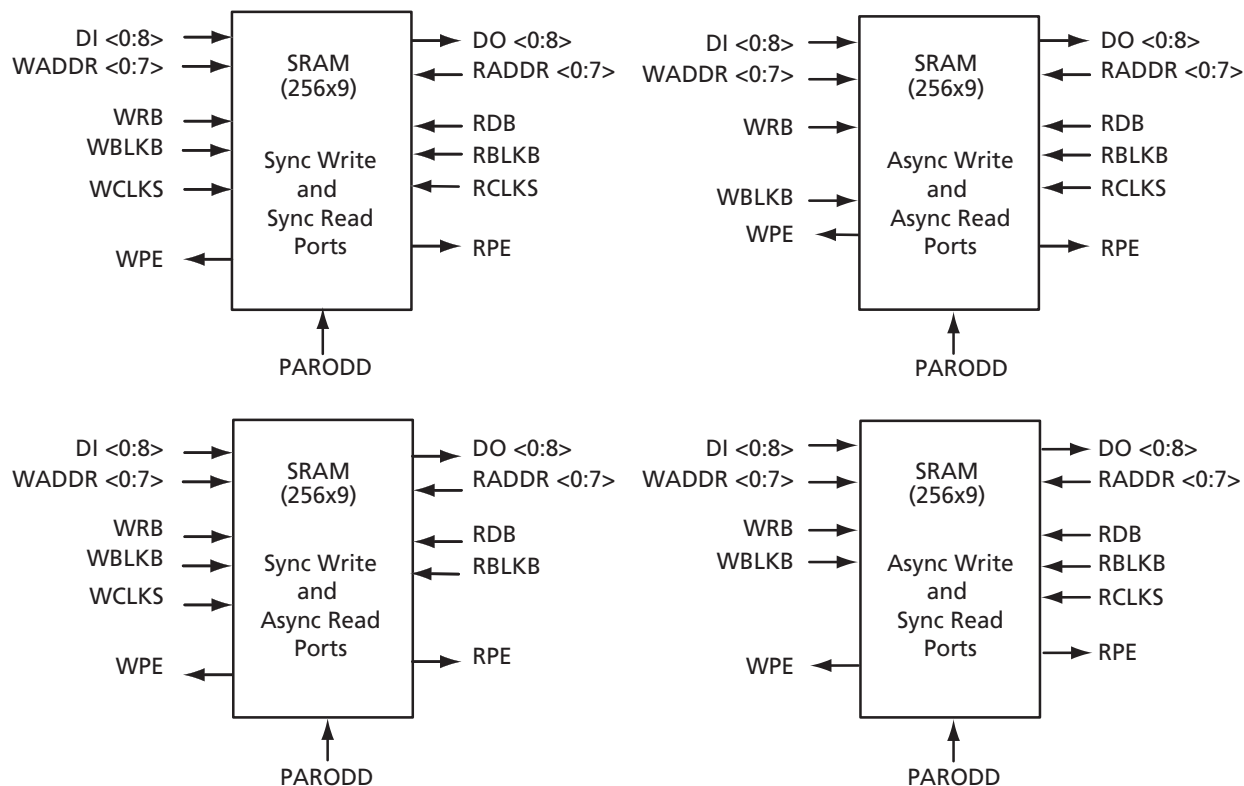 DI <0:8>
WADDR <0:7>
WRB
WBLKB
WCLKS
WPE
SRAM
(256x9)
Sync Write
and
Sync Read
Ports
DO <0:8>
RADDR <0:7>
RDB
RBLKB
RCLKS
RPE
PARODD
DI <0:8>
WADDR <0:7>
WRB
WBLKB
WPE
SRAM
(256x9)
Async Write
and
Async Read
Ports
DO <0:8>
RADDR <0:7>
RDB
RBLKB
RCLKS
RPE
PARODD
DI <0:8>
WADDR <0:7>
WRB
WBLKB
WCLKS
WPE
SRAM
(256x9)
Sync Write
and
Async Read
Ports
DO <0:8>
RADDR <0:7>
RDB
RBLKB
RPE
PARODD
DI <0:8>
WADDR <0:7>
WRB
WBLKB
WPE
SRAM
(256x9)
Async Write
and
Sync Read
Ports
DO <0:8>
RADDR <0:7>
RDB
RBLKB
RCLKS
RPE
PARODD